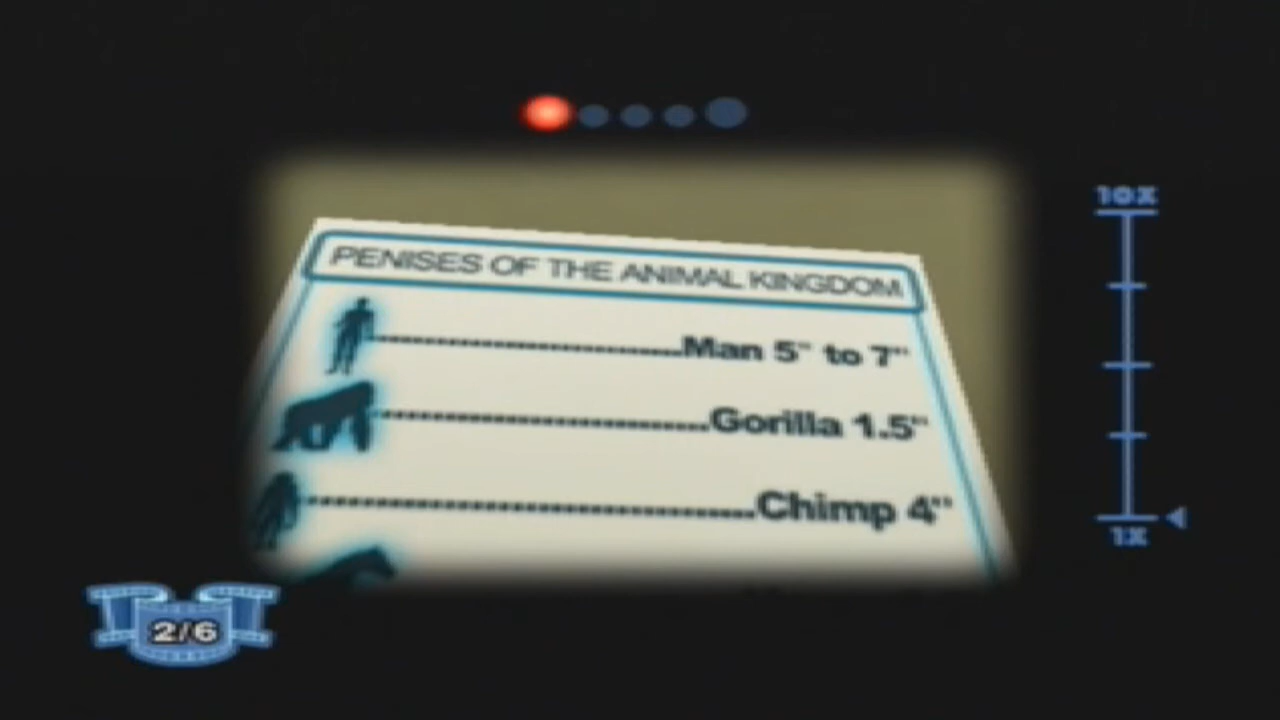 10X
PENISES OF THE ANIMAL KINGDOM
Man 5" to 7"
Gorilla 1.5"
Chimp 4"
1X
2/6